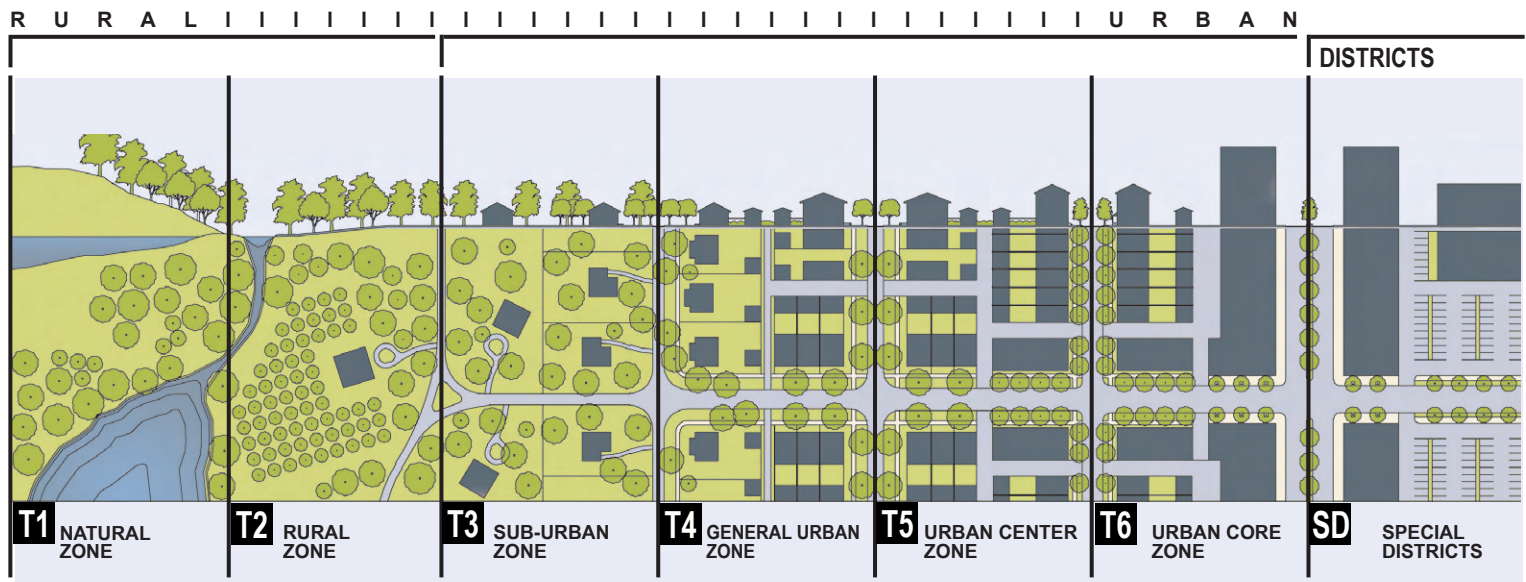 R U R A L I I I I I I I I I I I I I I I I I I I I I I I I I I U R B A N
DISTRICTS
T1 NATURAL
ZONE
T2 RURAL
ZONE
T3 SUB-URBAN
ZONE
T4 GENERAL URBAN
ZONE
T5 URBAN CENTER
ZONE
T6 URBAN CORE
ZONE
SD SPECIAL
DISTRICTS